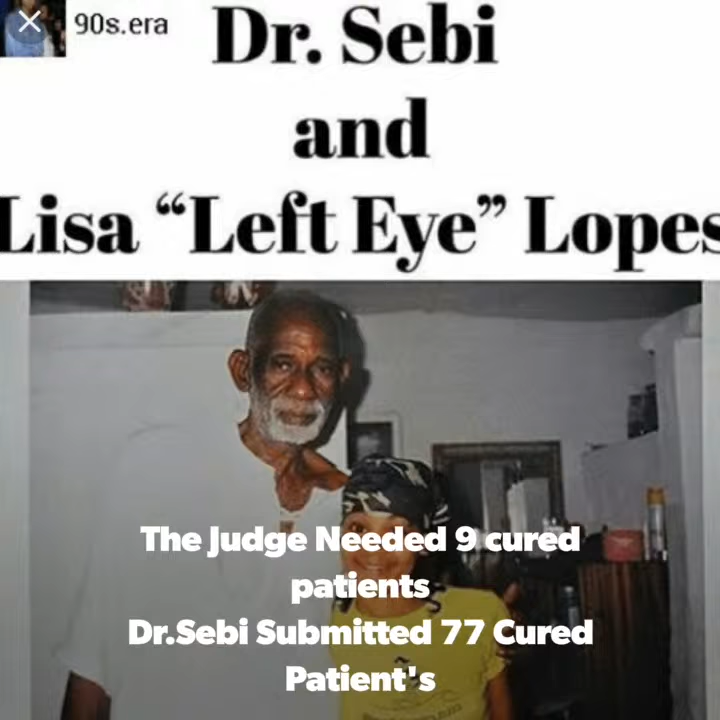 90s.era
Dr. Sebi
and
Lisa “Left Eye” Lopes
The Judge Needed 9 cured
patients
Dr.Sebi Submitted 77 Cured
Patient's